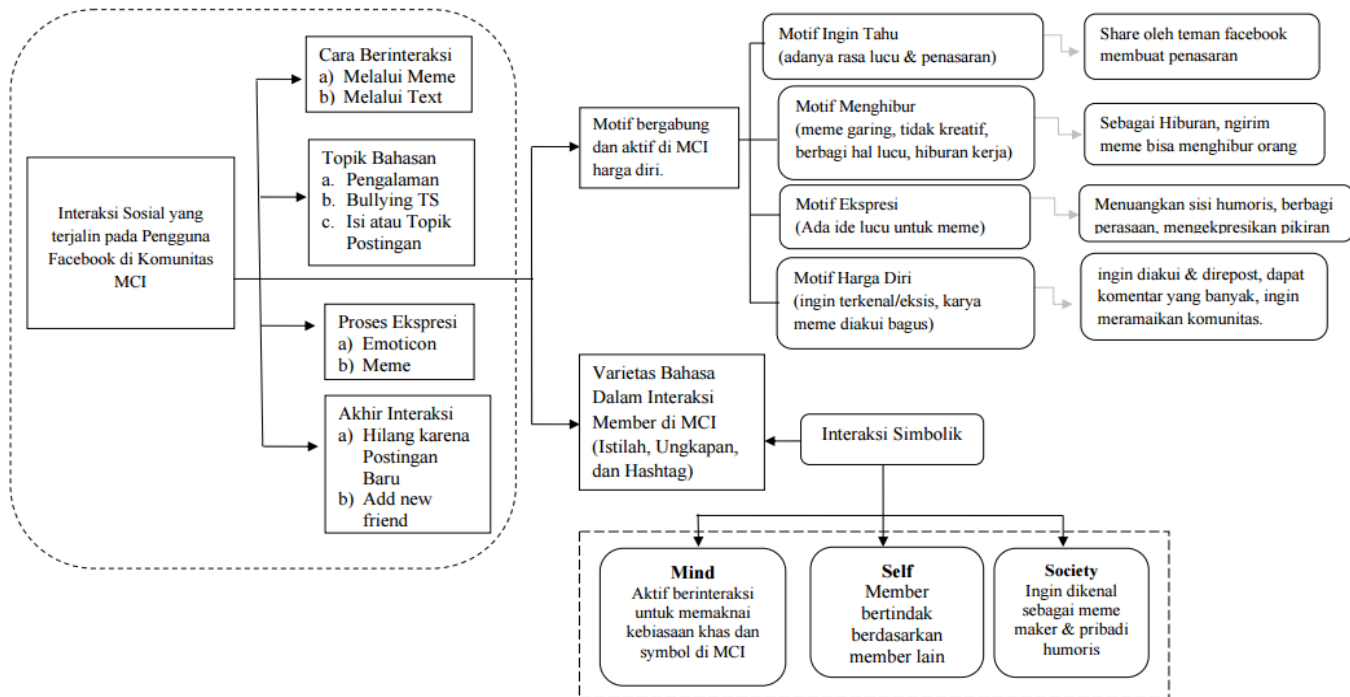 Interaksi Sosial yang
terjalin pada Pengguna
Facebook di Komunitas
MCI
Cara Berinteraksi
a) Melalui Meme
b) Melalui Text
Topik Bahasan
a. Pengalaman
b. Bullying TS
c. Isi atau Topik
Postingan
Proses Ekspresi
a) Emoticon
b) Meme
Akhir Interaksi
a) Hilang karena
Postingan
Baru
b) Add new
friend
Motif bergabung
dan aktif di MCI
harga diri.
Motif Ingin Tahu
(adanya rasa lucu & penasaran)
Share oleh teman facebook
membuat penasaran
Motif Menghibur
(meme garing, tidak kreatif,
berbagi hal lucu, hiburan kerja)
Sebagai Hiburan, ngirim
meme bisa menghibur orang
Motif Ekspresi
(Ada ide lucu untuk meme)
Menuangkan sisi humoris, berbagi
perasaan, mengekpresikan pikiran
Motif Harga Diri
(ingin terkenal/eksis, karya
meme diakui bagus)
ingin diakui & direpost, dapat
komentar yang banyak, ingin
meramaikan komunitas.
Varietas Bahasa
Dalam Interaksi
Member di MCI
(Istilah, Ungkapan,
dan Hashtag)
Interaksi Simbolik
Mind
Aktif berinteraksi
untuk memaknai
kebiasaan khas dan
symbol di MCI
Self
Member
bertindak
berdasarkan
member lain
Society
Ingin dikenal
sebagai meme
maker & pribadi
humoris